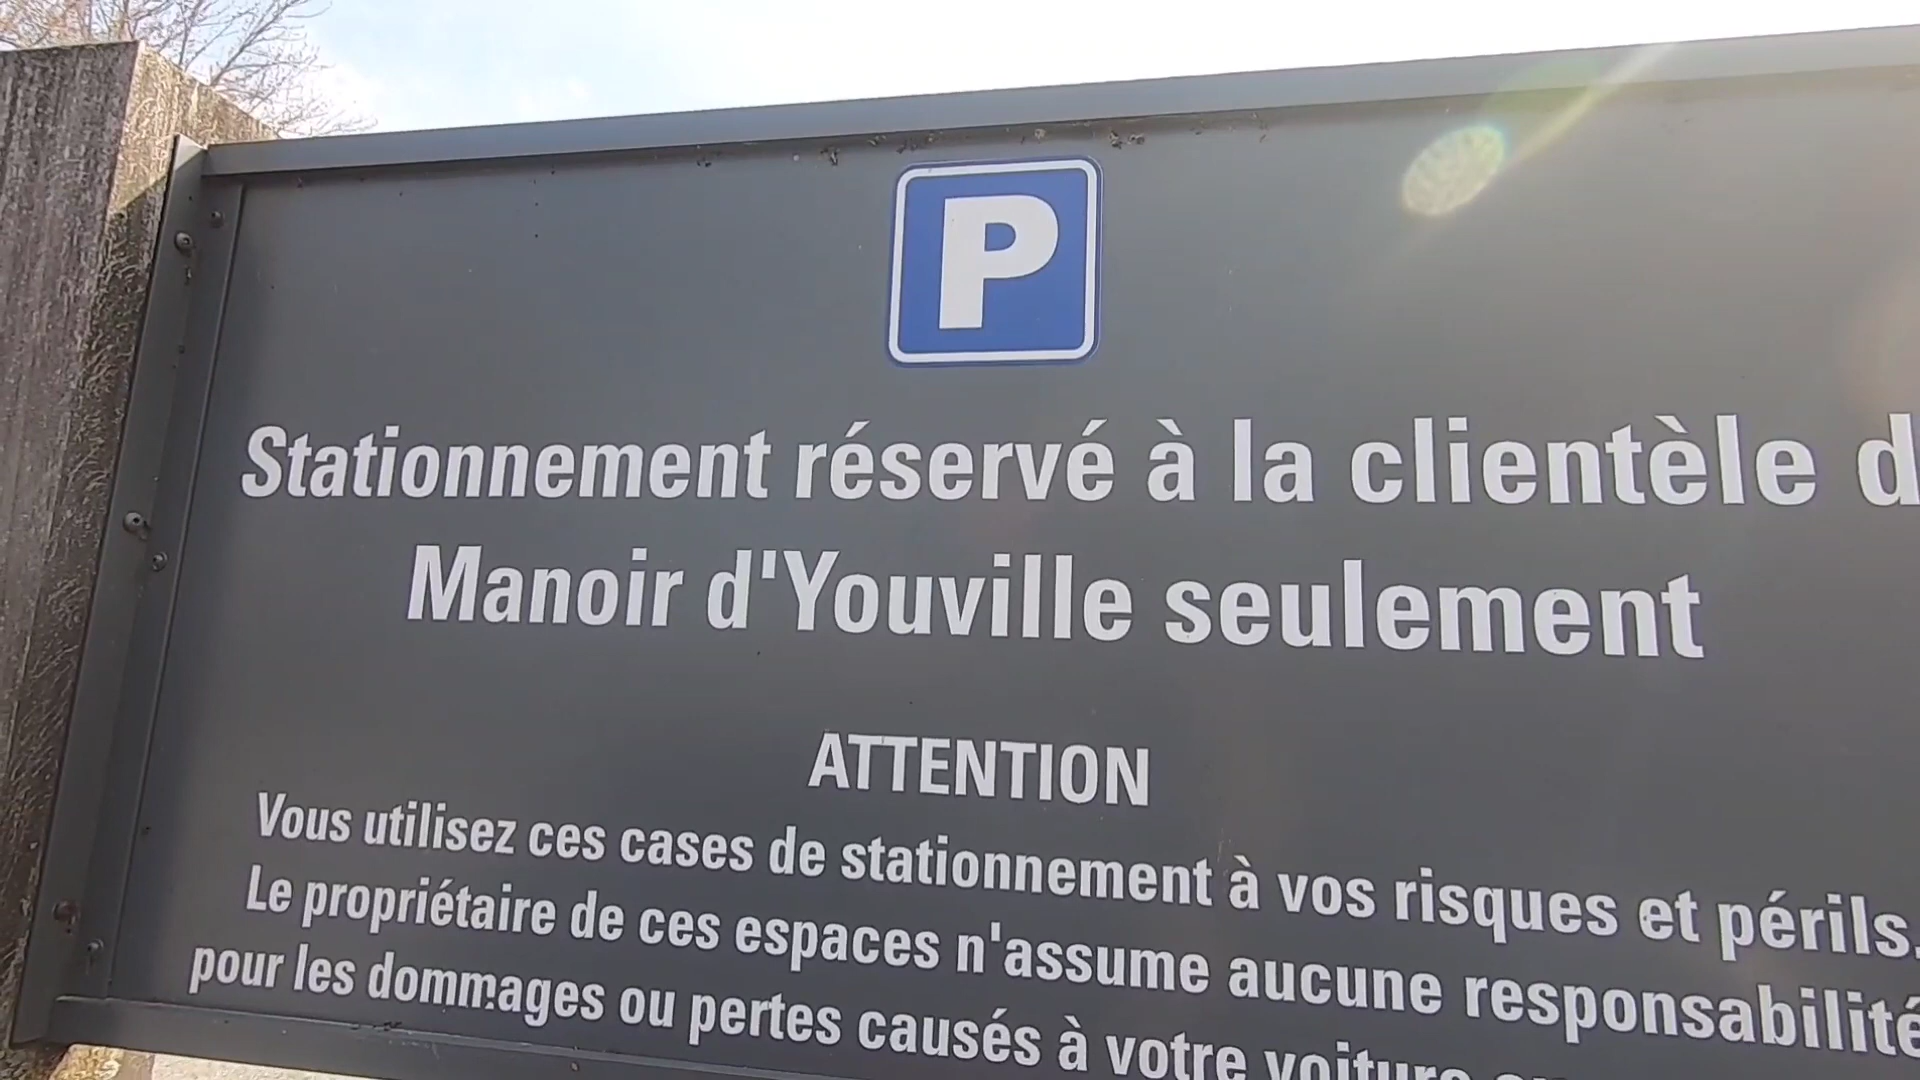 P
Stationnement réservé à la clientèle d
Manoir d'Youville seulement
ATTENTION
Vous utilisez ces cases de stationnement à vos risques et périls.
Le propriétaire de ces espaces n'assume aucune responsabilité
pour les dommages ou pertes causés à votre voiture